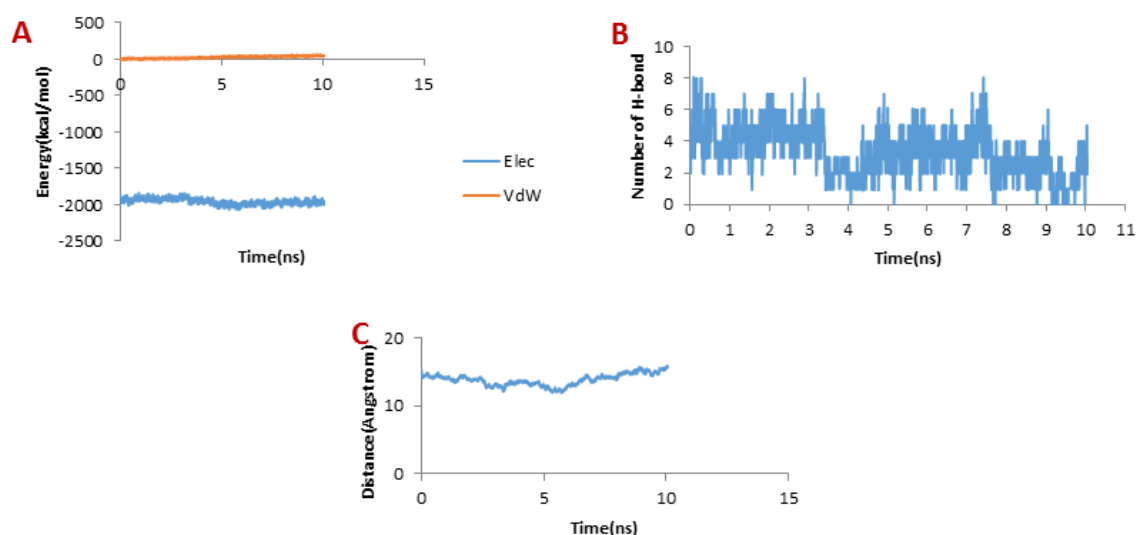 A
500
0
-500
-1000
-1500
-2000
-2500
0 5 10 15
Energy(kcal/mol)
Time(ns)
Elec
VdW
B
10
8
6
4
2
0
0 1 2 3 4 5 6 7 8 9 10 11
Number of H-bond
Time(ns)
C
20
10
0
0 5 10 15
Distance(Angstrom)
Time(ns)